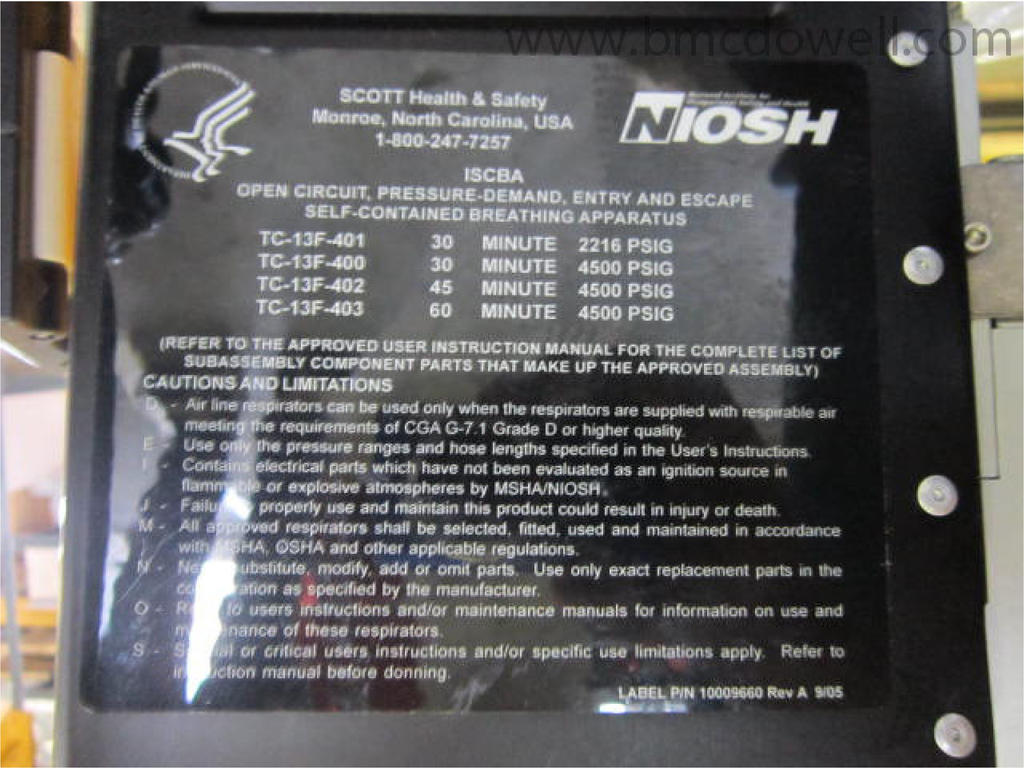 www.bmcdowell.com
SCOTT Health & Safety
Monroe, North Carolina, USA
1-800-247-7257
NIOSH
ISCBA
OPEN CIRCUIT, PRESSURE-DEMAND, ENTRY AND ESCAPE
SELF-CONTAINED BREATHING APPARATUS
TC-13F-401 30 MINUTE 2216 PSIG
TC-13F-400 30 MINUTE 4500 PSIG
TC-13F-402 45 MINUTE 4500 PSIG
TC-13F-403 60 MINUTE 4500 PSIG
(REFER TO THE APPROVED USER INSTRUCTION MANUAL FOR THE COMPLETE LIST OF
SUBASSEMBLY COMPONENT PARTS THAT MAKE UP THE APPROVED ASSEMBLY)
CAUTIONS AND LIMITATIONS
D - Air line respirators can be used only when the respirators are supplied with respirable air
meeting the requirements of CGA G-7.1 Grade D or higher quality.
E - Use only the pressure ranges and hose lengths specified in the User's Instructions.
I - Contains electrical parts which have not been evaluated as an ignition source in
flammable or explosive atmospheres by MSHA/NIOSH.
J - properly use and maintain this product could result in injury or death.
M - All approved respirators shall be selected, fitted, used and maintained in accordance
with MSHA, OSHA and other applicable regulations.
N - substitute, modify, add or omit parts. Use only exact replacement parts in the
as specified by the manufacturer.
O - to users instructions and/or maintenance manuals for information on use and
of these respirators.
S - or critical users instructions and/or specific use limitations apply. Refer to
manual before donning.
LABEL P/N 10009660 Rev A 9/05